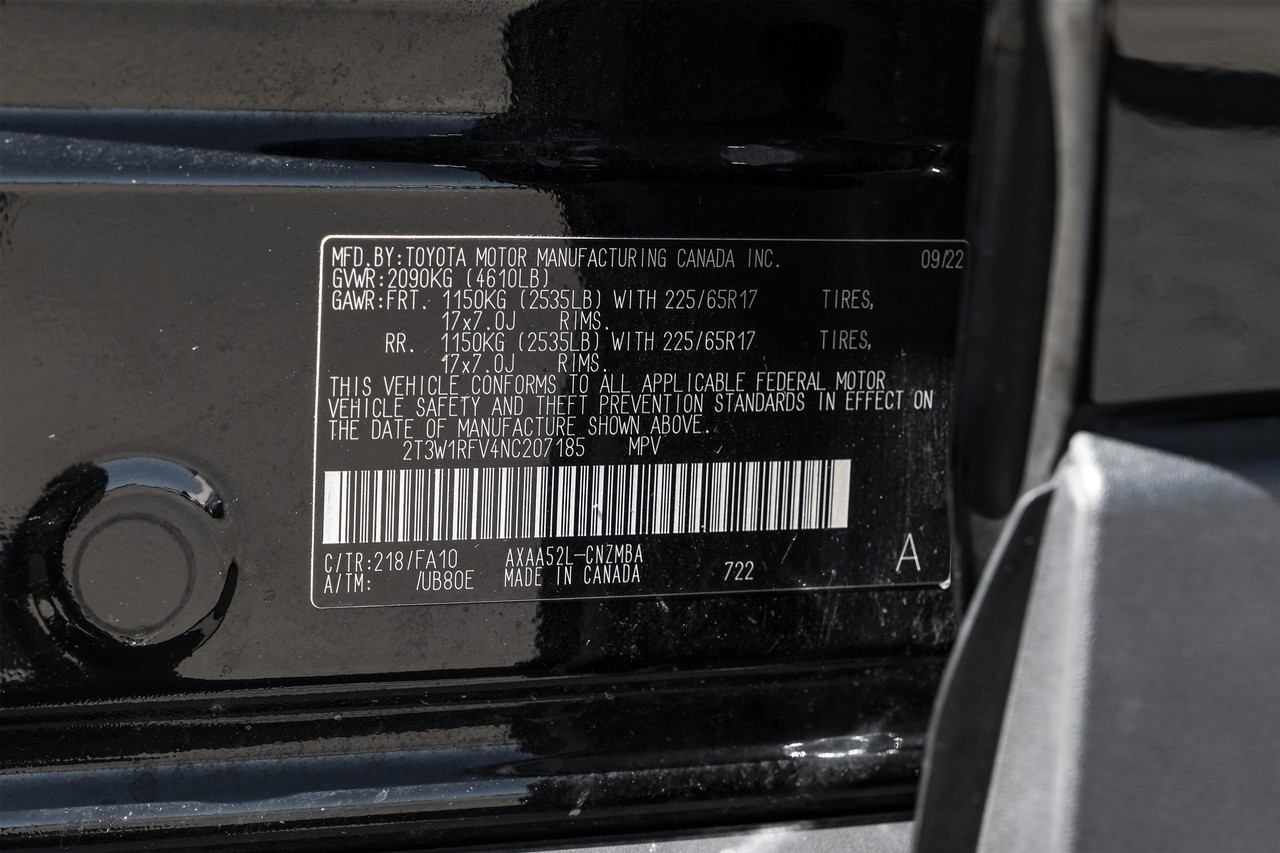 MFD.BY:TOYOTA MOTOR MANUFACTURING CANADA INC. 09/22
GVWR:2090KG (4610LB)
GAWR:FRT. 1150KG (2535LB) WITH 225/65R17 TIRES,
17x7.0J RIMS.
RR. 1150KG (2535LB) WITH 225/65R17 TIRES,
17x7.0J RIMS.
THIS VEHICLE CONFORMS TO ALL APPLICABLE FEDERAL MOTOR
VEHICLE SAFETY AND THEFT PREVENTION STANDARDS IN EFFECT ON
THE DATE OF MANUFACTURE SHOWN ABOVE.
2T3W1RFV4NC207185 MPV
C/TR:218/FA10 AXAA52L-CNZMBA
A/TM: /UB80E MADE IN CANADA 722 A